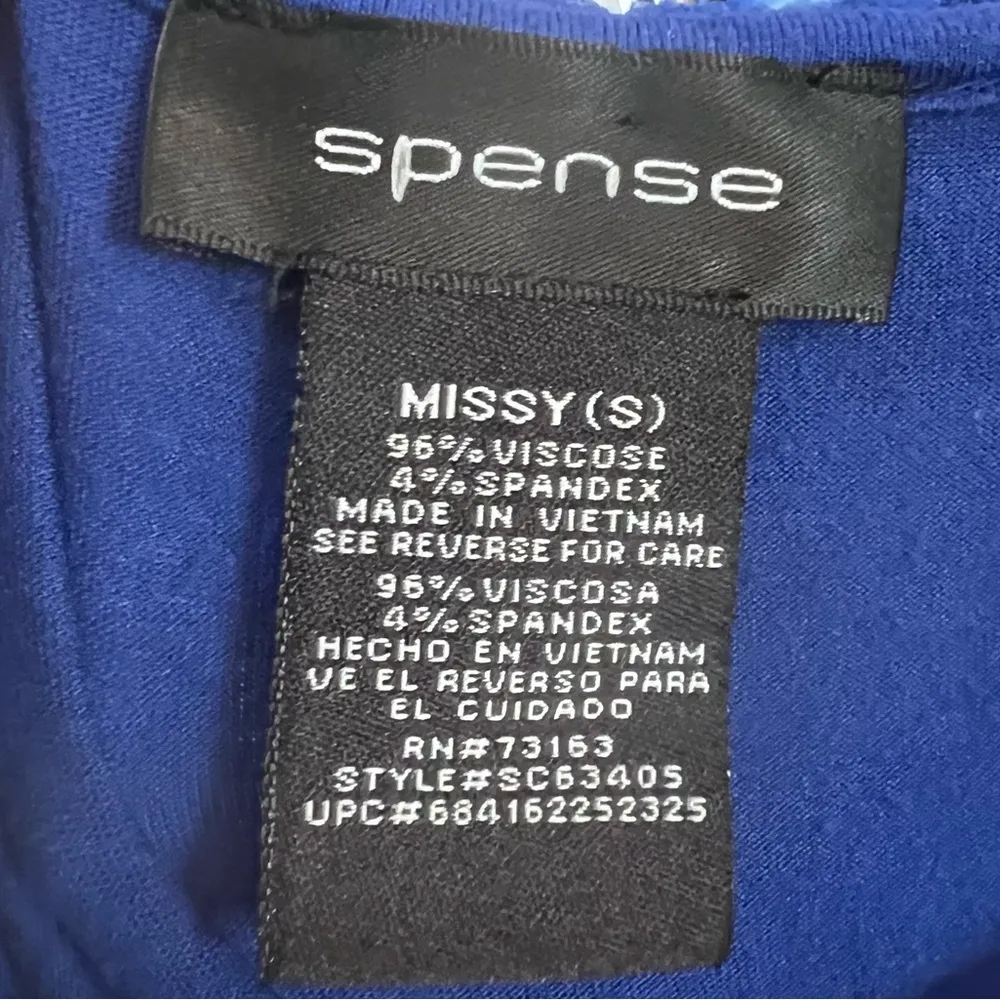 spense
MISSY (S)
96% VISCOSE
4% SPANDEX
MADE IN VIETNAM
SEE REVERSE FOR CARE
96% VISCOSA
4% SPANDEX
HECHO EN VIETNAM
VE EL REVERSO PARA
EL CUIDADO
RN#73163
STYLE#SC63405
UPC#684162252325